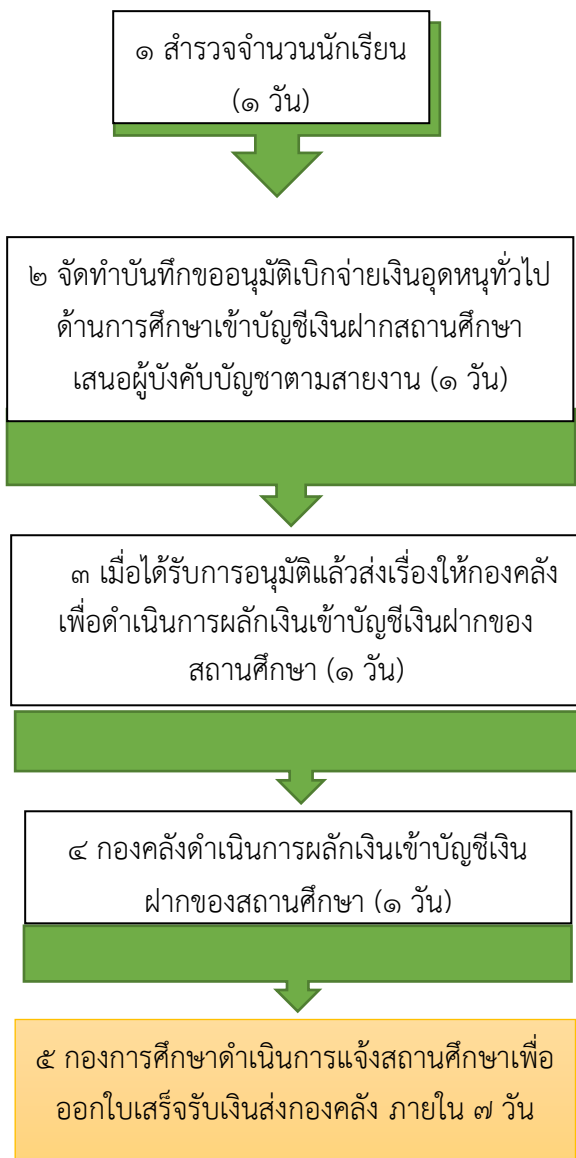 ๑ สำรวจจำนวนนักเรียน
(๑ วัน)
๒ จัดทำบันทึกขออนุมัติเบิกจ่ายเงินอุดหนุทั่วไป
ด้านการศึกษาเข้าบัญชีเงินฝากสถานศึกษา
เสนอผู้บังคับบัญชาตามสายงาน (๑ วัน)
๓ เมื่อได้รับการอนุมัติแล้วส่งเรื่องให้กองคลัง
เพื่อดำเนินการผลักเงินเข้าบัญชีเงินฝากของ
สถานศึกษา (๑ วัน)
๔ กองคลังดำเนินการผลักเงินเข้าบัญชีเงิน
ฝากของสถานศึกษา (๑ วัน)
๕ กองการศึกษาดำเนินการแจ้งสถานศึกษาเพื่อ
ออกใบเสร็จรับเงินส่งกองคลัง ภายใน ๗ วัน